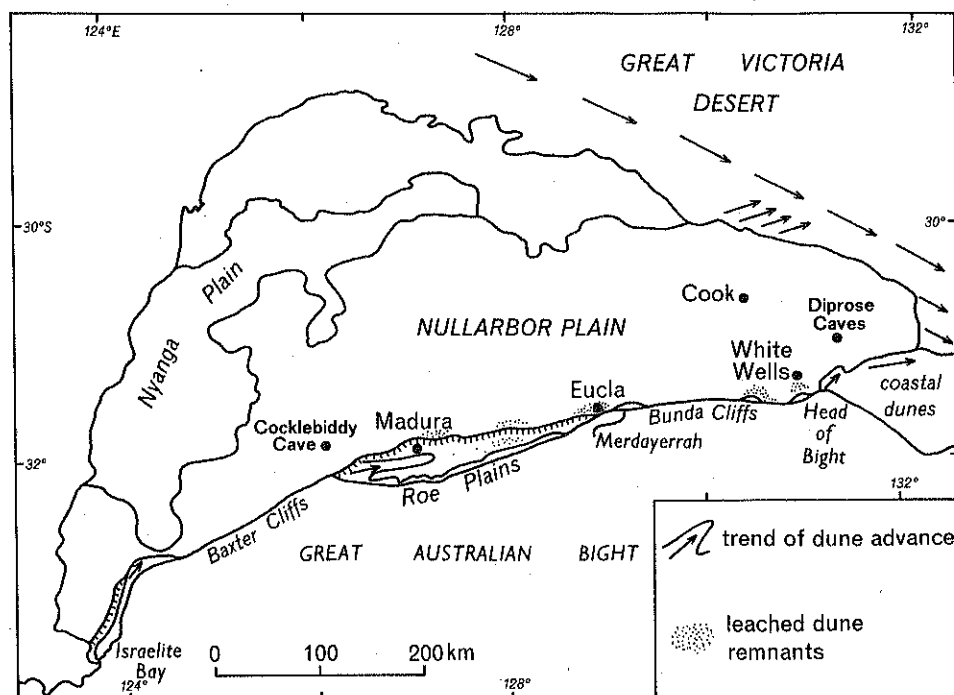 124°E
128°
132°
GREAT VICTORIA
DESERT
30°S
30°
Nyanga Plain
Cook
Diprose
Caves
NULLARBOR PLAIN
White
Wells
Eucla
coastal
dunes
Bunda Cliffs
Head
of
Bight
Madura
Merdayerrah
Cocklebiddy
Cave
32°
Roe Plains
132°
Baxter Cliffs
GREAT AUSTRALIAN BIGHT
trend of dune advance
leached dune
remnants
Israelite
Bay
0 100 200 km
124°
128°